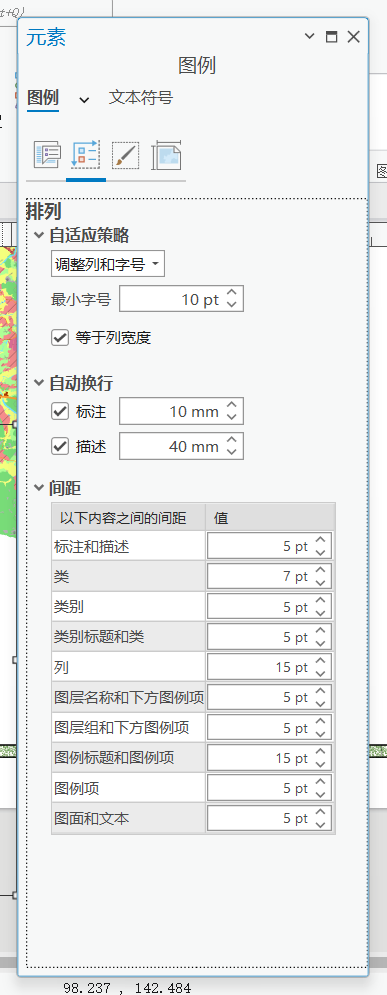 t+Q)
元素
图例
图例
文本符号
排列
自适应策略
调整列和字号
最小字号 10 pt
等于列宽度
自动换行
标注 10 mm
描述 40 mm
间距
以下内容之间的间距 值
标注和描述 5 pt
类 7 pt
类别 5 pt
类别标题和类 5 pt
列 15 pt
图层名称和下方图例项 5 pt
图层组和下方图例项 5 pt
图例标题和图例项 15 pt
图例项 5 pt
图面和文本 5 pt
98.237 , 142.484